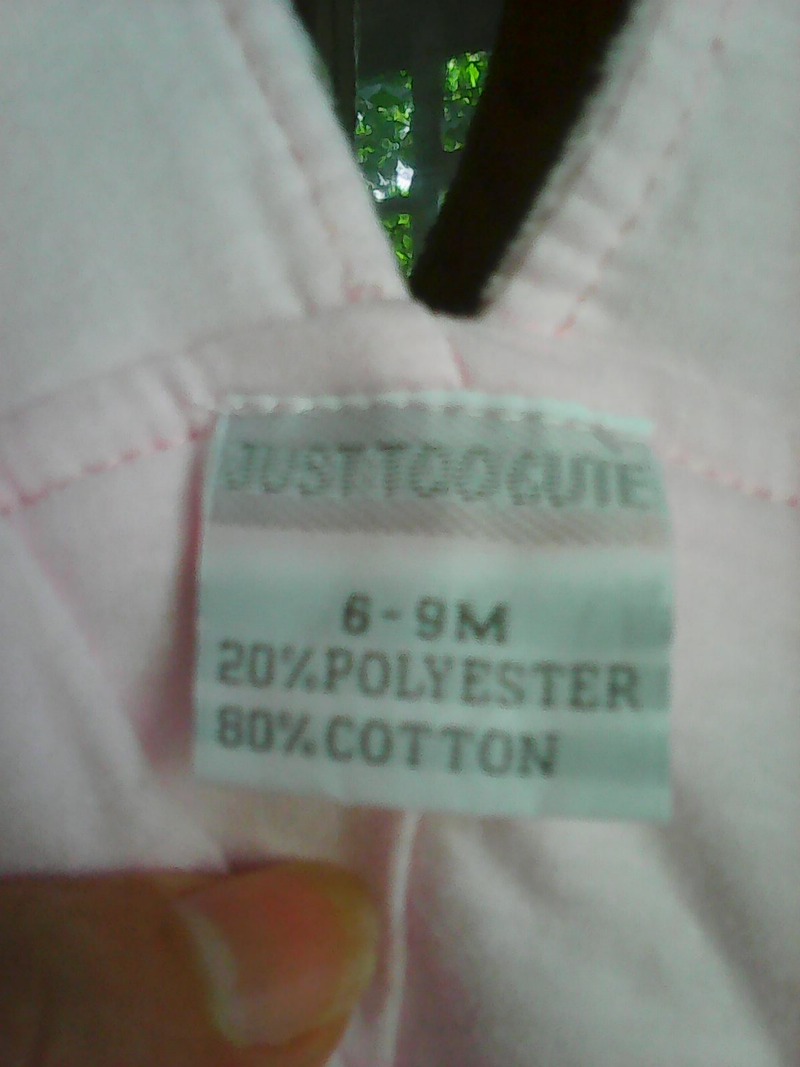 JUST TOO CUTE
6-9M
20%POLYESTER
80%COTTON